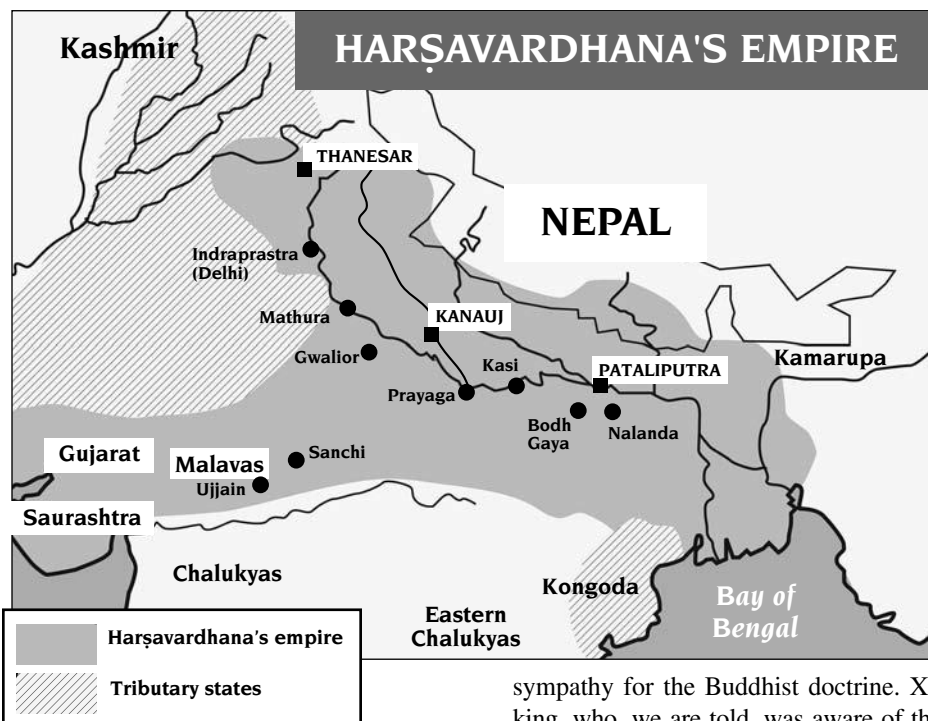 Kashmir
HARṢAVARDHANA'S EMPIRE
THANESAR
NEPAL
Indraprastra
(Delhi)
Mathura
KANAUJ
Gwalior
Kasi
Kamarupa
PATALIPUTRA
Prayaga
Bodh
Gaya
Nalanda
Gujarat
Malavas
Sanchi
Ujjain
Saurashtra
Chalukyas
Kongoda
Eastern
Chalukyas
Bay of
Bengal
Harṣavardhana's empire
Tributary states
sympathy for the Buddhist doctrine. X
king, who, we are told, was aware of th